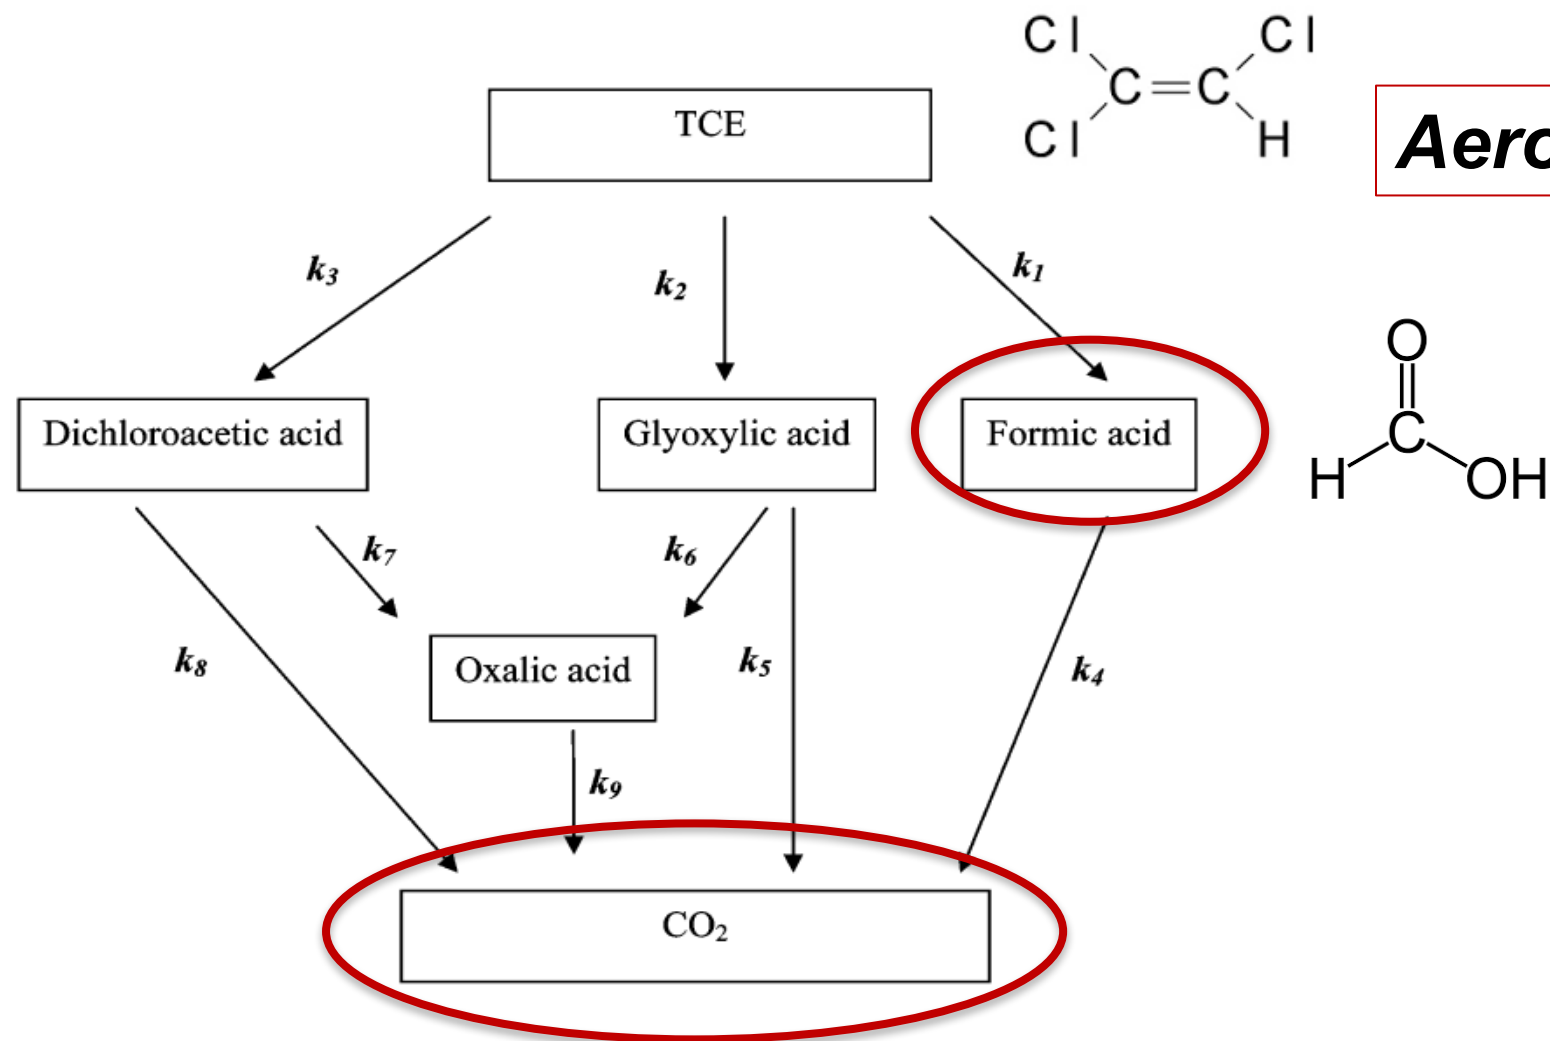 Cl
Cl
C=C
Cl
H
TCE
Aero
k3
k2
k1
O
C
H
OH
Dichloroacetic acid
Glyoxylic acid
Formic acid
k7
k6
k8
k5
k4
Oxalic acid
k9
CO2